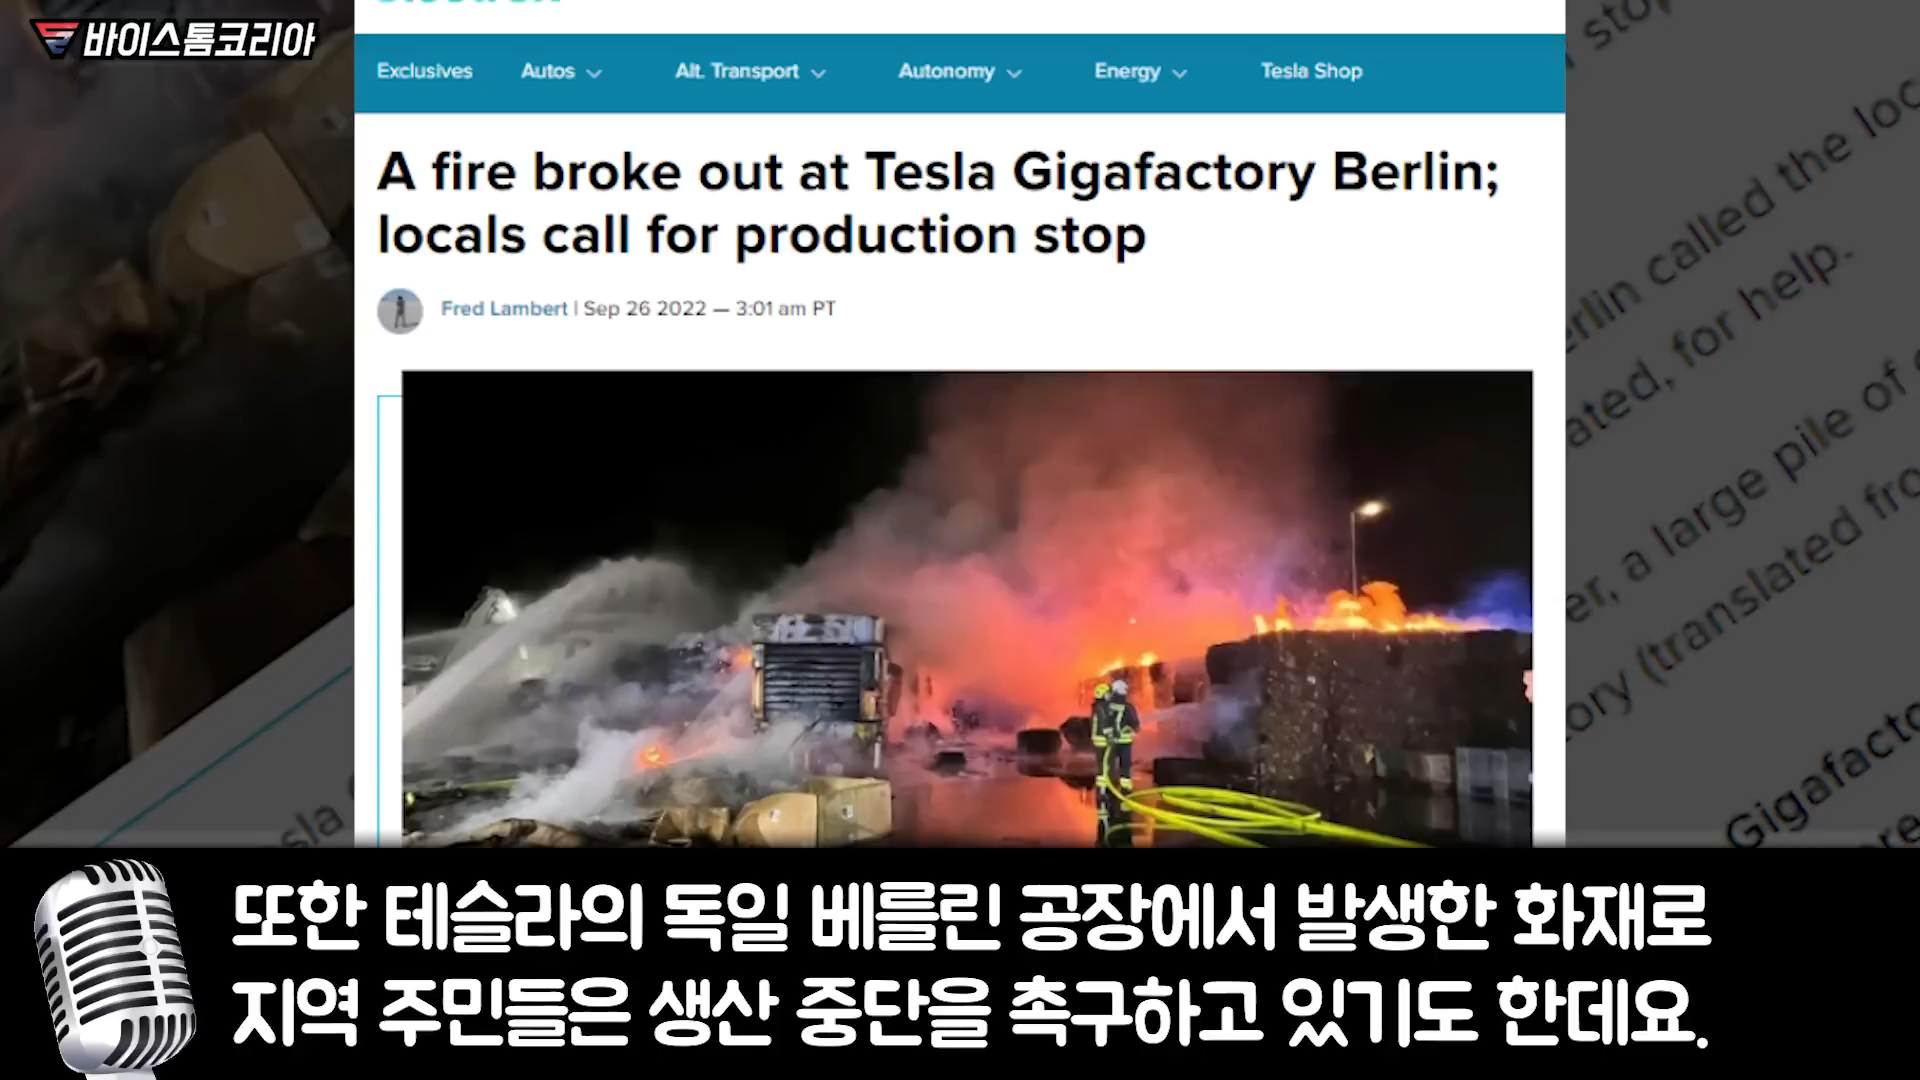 바이스톰코리아
Exclusives Autos Alt. Transport Autonomy Energy Tesla Shop
A fire broke out at Tesla Gigafactory Berlin;
locals call for production stop
Fred Lambert | Sep 26 2022 — 3:01 am PT
called the loc
ated, for help.
er, a large pile of
ory (translated fro
Gigafacto
또한 테슬라의 독일 베를린 공장에서 발생한 화재로
지역 주민들은 생산 중단을 촉구하고 있기도 한데요.